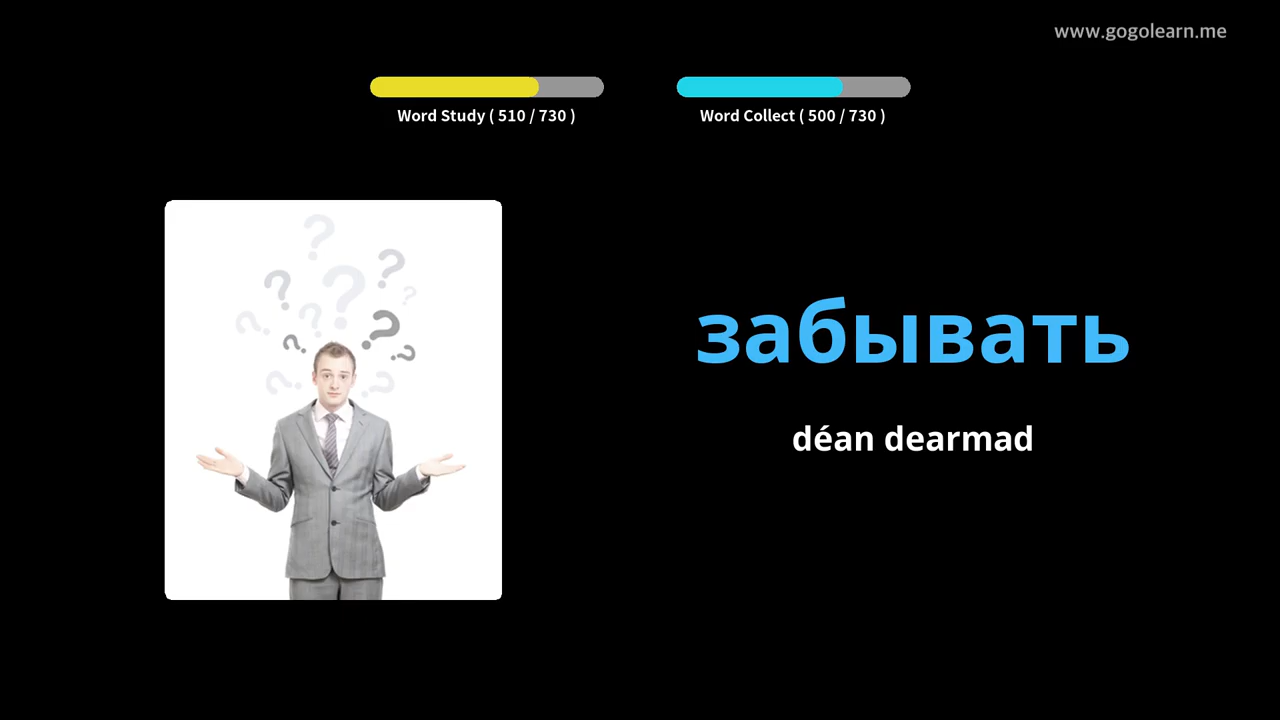 www.gogolearn.me
Word Study ( 510 / 730 )
Word Collect ( 500 / 730 )
забывать
déan dearmad